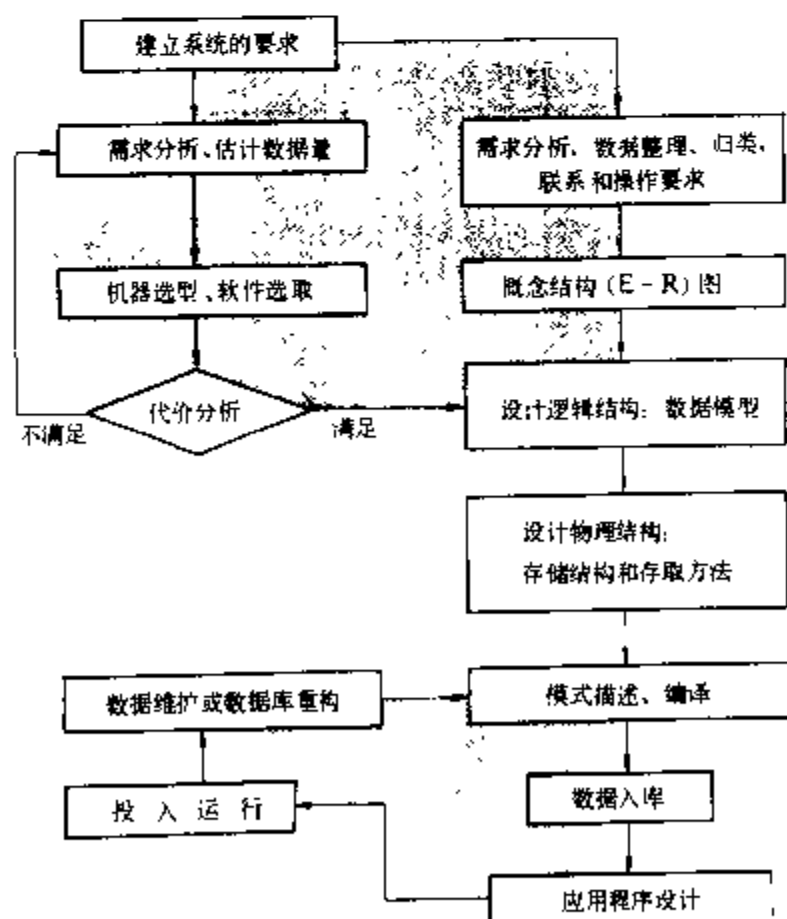 建立系统的要求
需求分析、估计数据量
需求分析、数据整理、归类,
联系和操作要求
机器选型、软件选取
概念结构(E-R)图
代价分析
不满足
满足
设计逻辑结构:数据模型
设计物理结构:
存储结构和存取方法
数据维护或数据库重构
模式描述、编译
投入运行
数据入库
应用程序设计